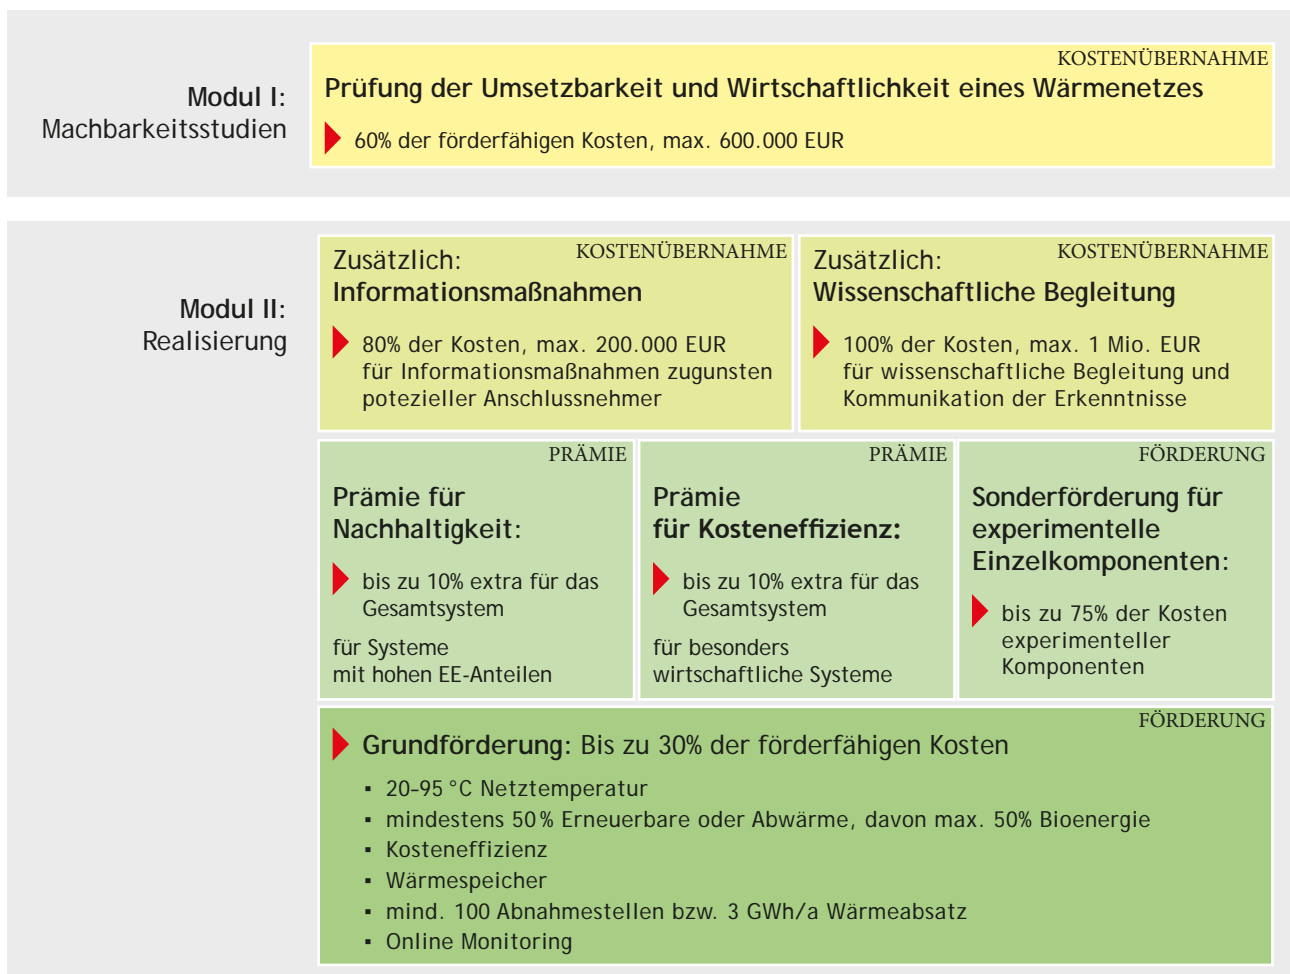 Modul I:
Machbarkeitsstudien
KOSTENÜBERNAHME
Prüfung der Umsetzbarkeit und Wirtschaftlichkeit eines Wärmenetzes
60% der förderfähigen Kosten, max. 600.000 EUR
Modul II:
Realisierung
KOSTENÜBERNAHME
Zusätzlich:
Informationsmaßnahmen
80% der Kosten, max. 200.000 EUR
für Informationsmaßnahmen zugunsten
potezieller Anschlussnehmer
KOSTENÜBERNAHME
Zusätzlich:
Wissenschaftliche Begleitung
100% der Kosten, max. 1 Mio. EUR
für wissenschaftliche Begleitung und
Kommunikation der Erkenntnisse
PRÄMIE
Prämie für
Nachhaltigkeit:
bis zu 10% extra für das
Gesamtsystem
für Systeme
mit hohen EE-Anteilen
PRÄMIE
Prämie
für Kosteneffizienz:
bis zu 10% extra für das
Gesamtsystem
für besonders
wirtschaftliche Systeme
FÖRDERUNG
Sonderförderung für
experimentelle
Einzelkomponenten:
bis zu 75% der Kosten
experimenteller
Komponenten
FÖRDERUNG
Grundförderung: Bis zu 30% der förderfähigen Kosten
▪ 20–95 °C Netztemperatur
▪ mindestens 50 % Erneuerbare oder Abwärme, davon max. 50% Bioenergie
▪ Kosteneffizienz
▪ Wärmespeicher
▪ mind. 100 Abnahmestellen bzw. 3 GWh/a Wärmeabsatz
▪ Online Monitoring